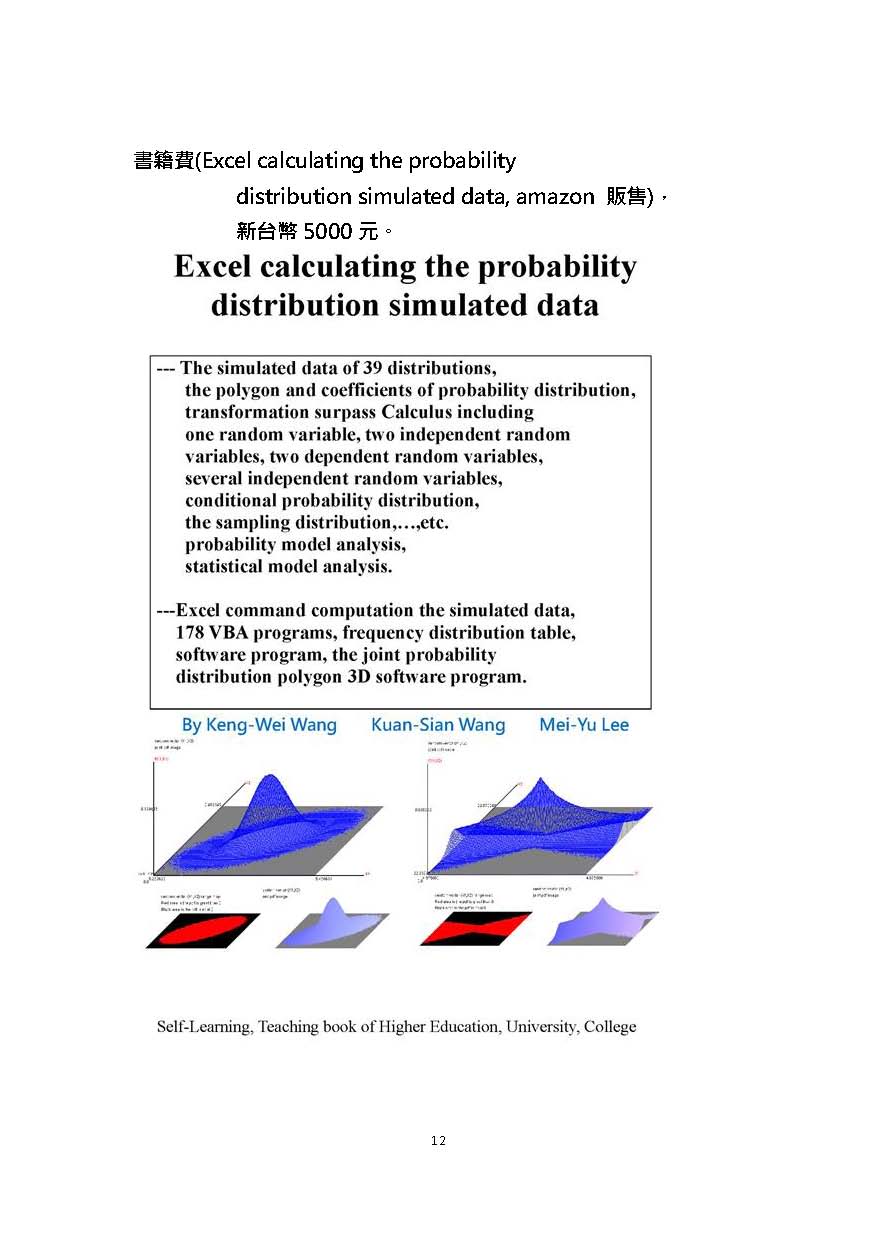 書籍費(Excel calculating the probability
distribution simulated data, amazon 販售)，
新台幣 5000 元。
Excel calculating the probability
distribution simulated data
--- The simulated data of 39 distributions,
the polygon and coefficients of probability distribution,
transformation surpass Calculus including
one random variable, two independent random
variables, two dependent random variables,
several independent random variables,
conditional probability distribution,
the sampling distribution,…,etc.
probability model analysis,
statistical model analysis.
---Excel command computation the simulated data,
178 VBA programs, frequency distribution table,
software program, the joint probability
distribution polygon 3D software program.
By Keng-Wei Wang Kuan-Sian Wang Mei-Yu Lee
Self-Learning, Teaching book of Higher Education, University, College
12